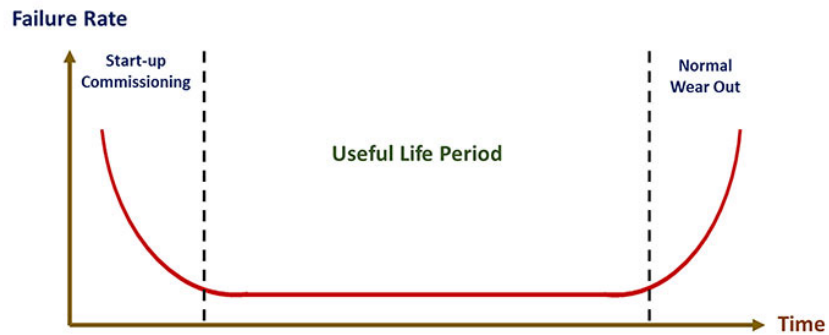 Failure Rate
Start-up
Commissioning
Normal
Wear Out
Useful Life Period
Time